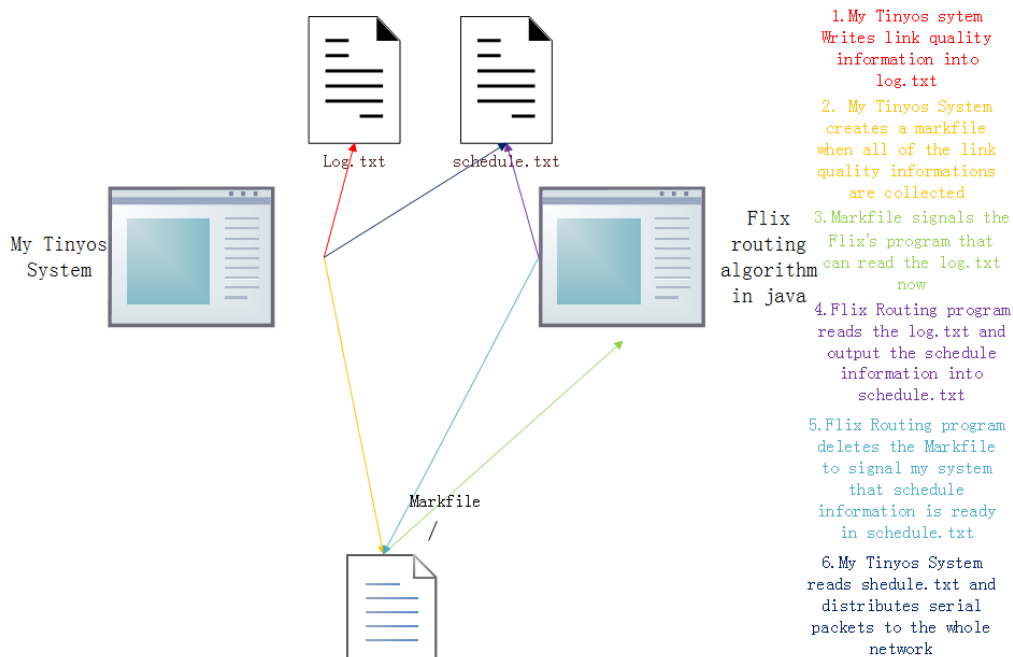 Log.txt
schedule.txt
My Tinyos
System
Flix
routing
algorithm
in java
Markfile
1.My Tinyos sytem
Writes link quality
information into
log.txt
2. My Tinyos System
creates a markfile
when all of the link
quality informations
are collected
3.Markfile signals the
Flix's program that
can read the log.txt
now
4.Flix Routing program
reads the log.txt and
output the schedule
information into
schedule.txt
5.Flix Routing program
deletes the Markfile
to signal my system
that schedule
information is ready
in schedule.txt
6.My Tinyos System
reads shedule.txt and
distributes serial
packets to the whole
network